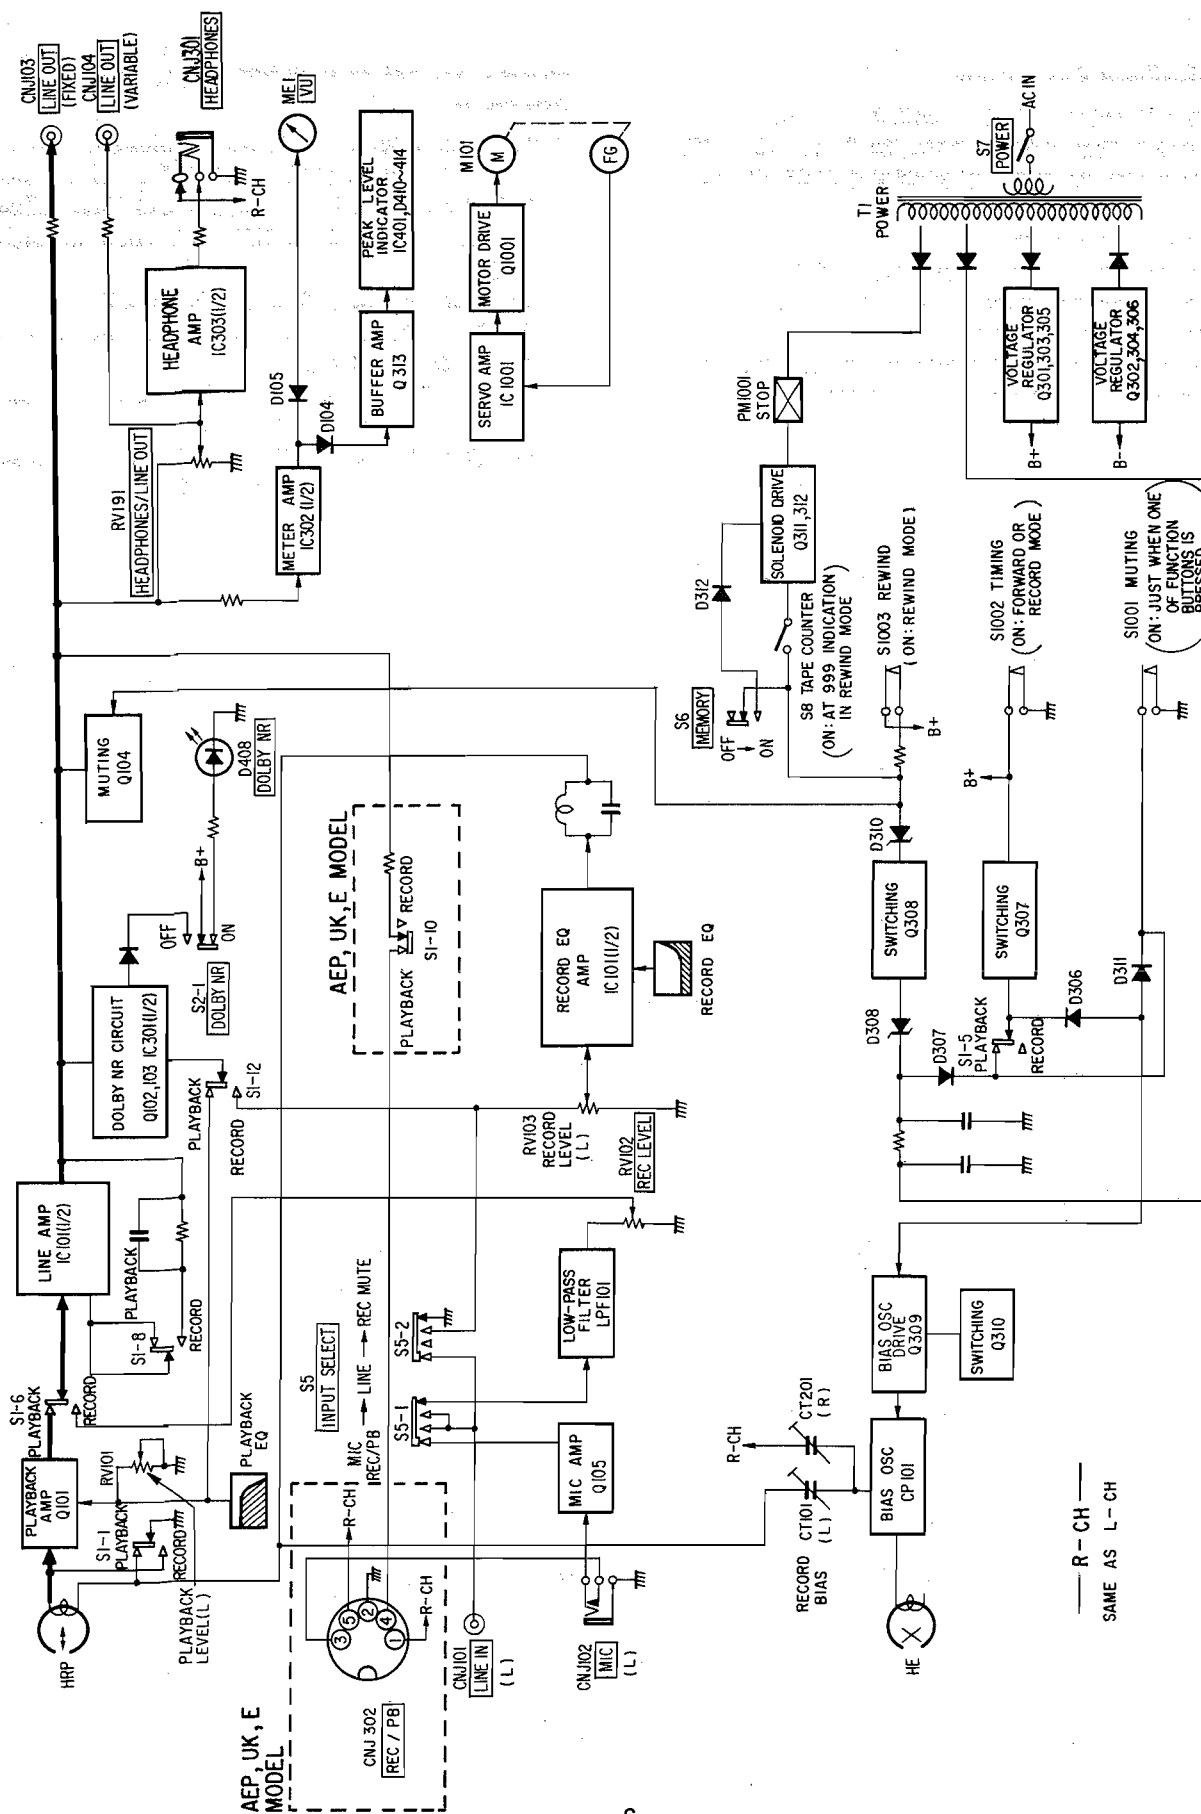 CNJ103
LINE OUT
(FIXED)
CNJ104
LINE OUT
(VARIABLE)
CNJ301
HEADPHONES
R-CH
HEADPHONE
AMP
IC303(1/2)
RV191
HEADPHONES/LINE OUT
ME1
VU
D105
D104
METER AMP
IC302(1/2)
BUFFER AMP
Q313
PEAK LEVEL
INDICATOR
IC401,D410~414
M101
M
FG
MOTOR DRIVE
Q1001
SERVO AMP
IC1001
S7
POWER
AC IN
T1
POWER
VOLTAGE
REGULATOR
Q301,303,305
B+
VOLTAGE
REGULATOR
Q302,304,306
B-
PM1001
STOP
SOLENOID DRIVE
Q311,312
D312
S6
MEMORY
OFF → ON
S8 TAPE COUNTER
(ON: AT 999 INDICATION
IN REWIND MODE)
S1003 REWIND
(ON: REWIND MODE)
B+
S1002 TIMING
(ON: FORWARD OR
RECORD MODE)
B+
S1001 MUTING
(ON: JUST WHEN ONE
OF FUNCTION
BUTTONS IS
PRESSED)
MUTING
Q104
D408
DOLBY NR
B+
OFF
ON
S2-1
DOLBY NR
DOLBY NR CIRCUIT
Q102,103 IC301(1/2)
PLAYBACK
RECORD
S1-12
AEP, UK, E MODEL
PLAYBACK
RECORD
S1-10
RECORD EQ
AMP
IC101(1/2)
RECORD EQ
RV103
RECORD
LEVEL
(L)
RV102
REC LEVEL
D310
SWITCHING
Q308
D308
D307
SWITCHING
Q307
S1-5
PLAYBACK
RECORD
D306
D311
LINE AMP
IC101(1/2)
PLAYBACK
S1-8
RECORD
S1-6
PLAYBACK
RECORD
PLAYBACK
AMP
Q101
RV101
S1-1
PLAYBACK
RECORD
PLAYBACK
LEVEL(L)
PLAYBACK
EQ
HRP
S5
INPUT SELECT
MIC
REC/PB
→ LINE → REC MUTE
S5-1
S5-2
LOW-PASS
FILTER
LPF101
MIC AMP
Q105
AEP, UK, E
MODEL
CNJ302
REC / PB
3
5
2
4
1
R-CH
R-CH
CNJ101
LINE IN
(L)
CNJ102
MIC
(L)
BIAS OSC
DRIVE
Q309
SWITCHING
Q310
BIAS OSC
CP101
CT201
(R)
R-CH
RECORD
BIAS
CT101
(L)
HE
R-CH
SAME AS L-CH